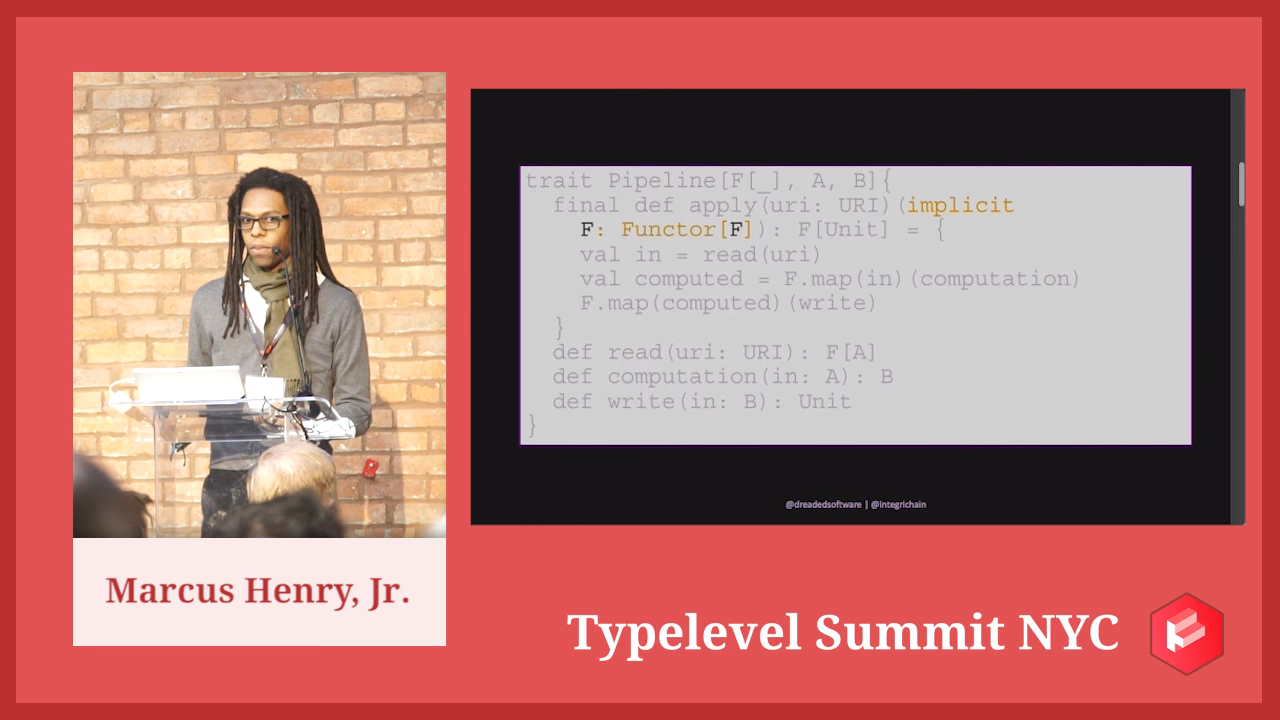 Marcus Henry, Jr.
trait Pipeline[F[_], A, B]{
  final def apply(uri: URI)(implicit
    F: Functor[F]): F[Unit] = {
    val in = read(uri)
    val computed = F.map(in)(computation)
    F.map(computed)(write)
  }
  def read(uri: URI): F[A]
  def computation(in: A): B
  def write(in: B): Unit
}
@dreadedsoftware | @integrichain
Typelevel Summit NYC